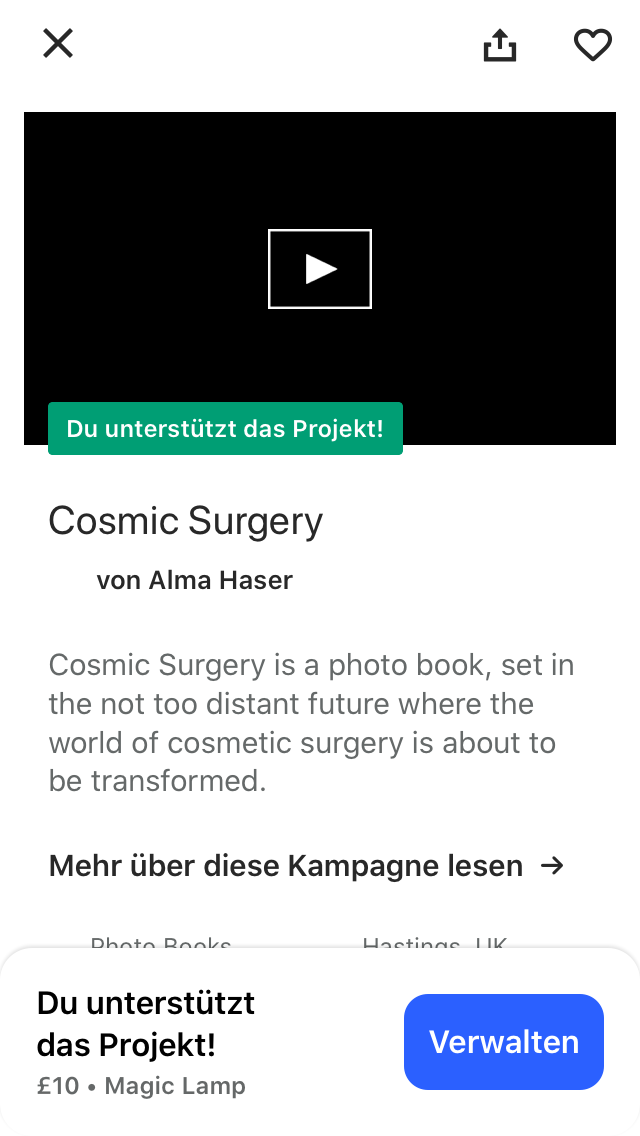 Du unterstützt das Projekt!
Cosmic Surgery
von Alma Haser
Cosmic Surgery is a photo book, set in
the not too distant future where the
world of cosmetic surgery is about to
be transformed.
Mehr über diese Kampagne lesen →
Photo Books
Hastings, UK
Du unterstützt
das Projekt!
£10 • Magic Lamp
Verwalten